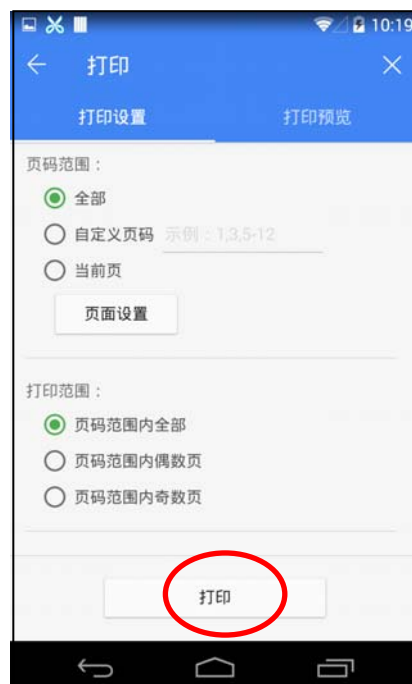 10:19
打印
打印设置 打印预览
页码范围：
全部
自定义页码 示例：1,3,5-12
当前页
页面设置
打印范围：
页码范围内全部
页码范围内偶数页
页码范围内奇数页
打印